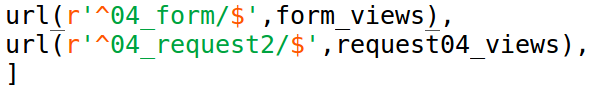 url(r'^04_form/$',form_views),
url(r'^04_request2/$',request04_views),
]